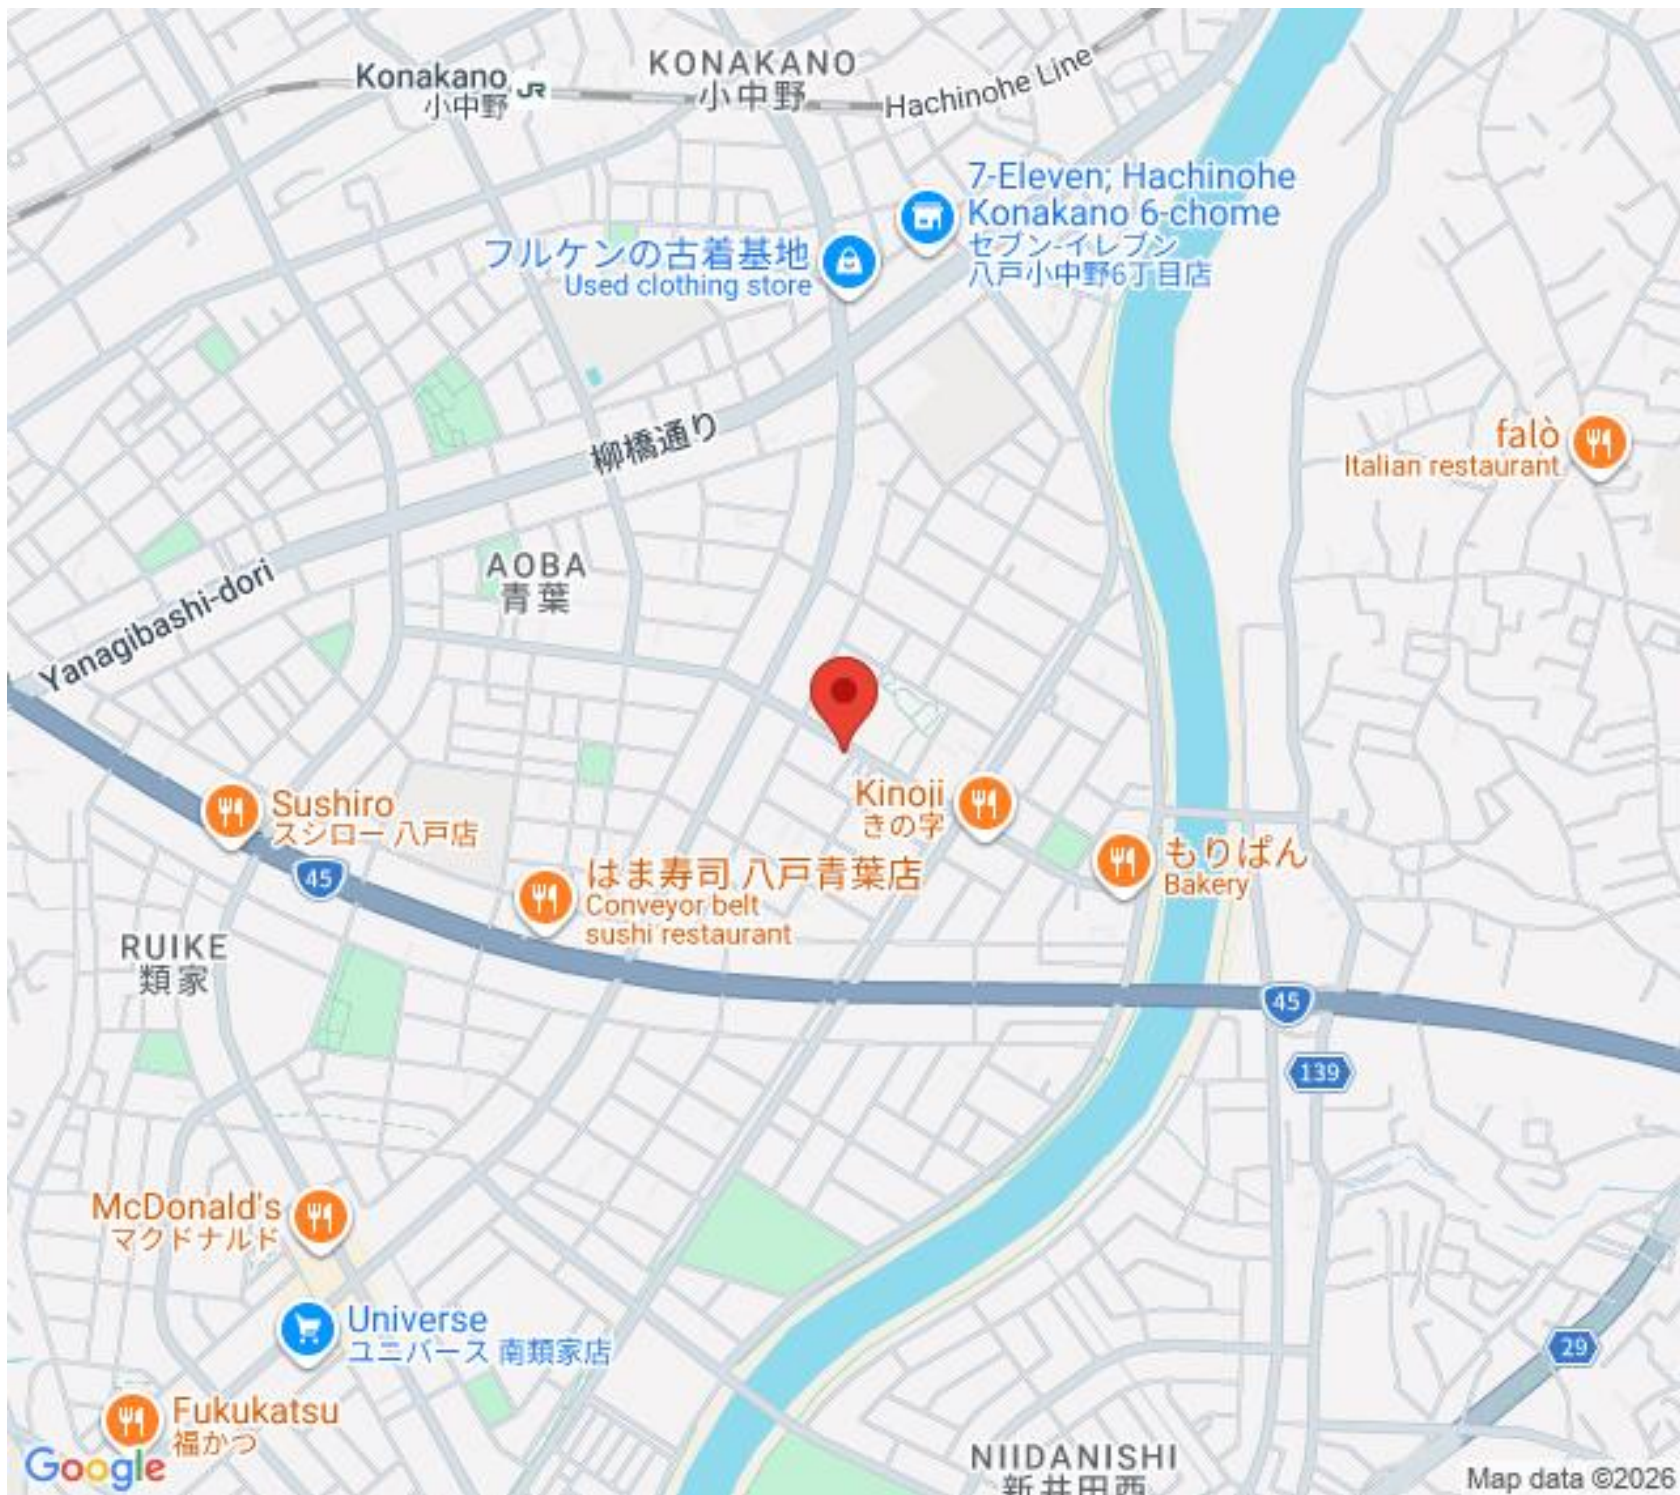 Konakano
小中野
JR
KONAKANO
小中野
Hachinohe Line
7-Eleven; Hachinohe
Konakano 6-chome
セブン-イレブン
八戸小中野6丁目店
フルケンの古着基地
Used clothing store
柳橋通り
falò
Italian restaurant
AOBA
青葉
Yanagibashi-dori
Sushiro
スシロー 八戸店
Kinoji
きの字
もりぱん
Bakery
はま寿司 八戸青葉店
Conveyor belt
sushi restaurant
45
RUIKE
類家
45
139
McDonald's
マクドナルド
Universe
ユニバース 南類家店
29
Fukukatsu
福かつ
NIIDANISHI
新井田西
Google
Map data ©2026